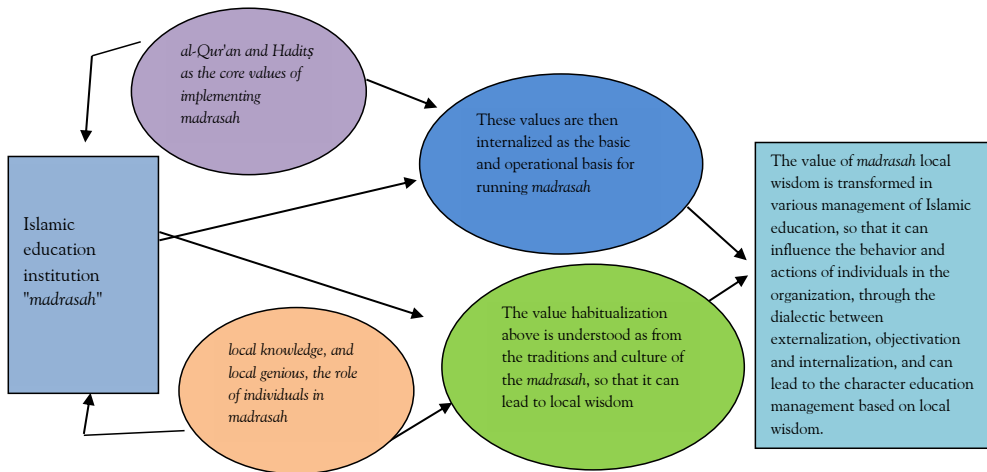 al-Qur'an and Haditṣ
as the core values of
implementing
madrasah
These values are then
internalized as the basic
and operational basis for
running madrasah
Islamic
education
institution
"madrasah"
The value of madrasah local
wisdom is transformed in
various management of Islamic
education, so that it can
influence the behavior and
actions of individuals in the
organization, through the
dialectic between
externalization, objectivation
and internalization, and can
lead to the character education
management based on local
wisdom.
local knowledge, and
local genious, the role
of individuals in
madrasah
The value habitualization
above is understood as from
the traditions and culture of
the madrasah, so that it can
lead to local wisdom